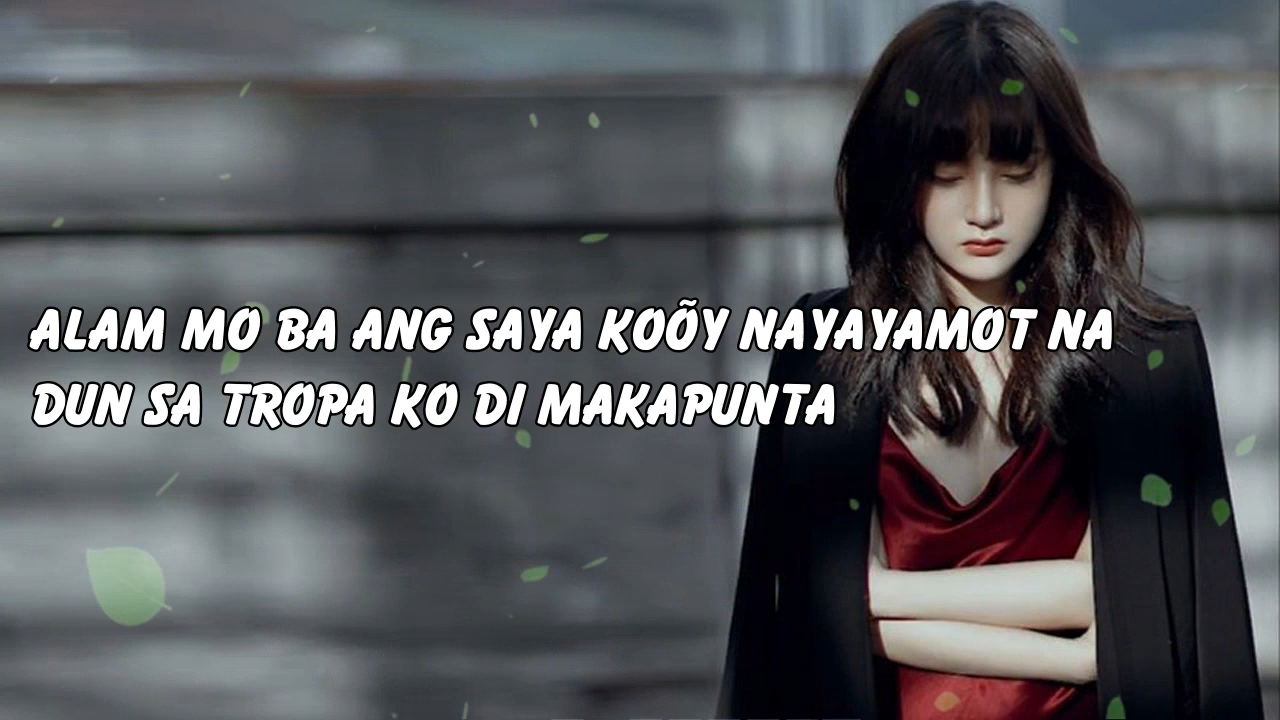 ALAM MO BA ANG SAYA KOÕY NAYAYAMOT NA
DUN SA TROPA KO DI MAKAPUNTA